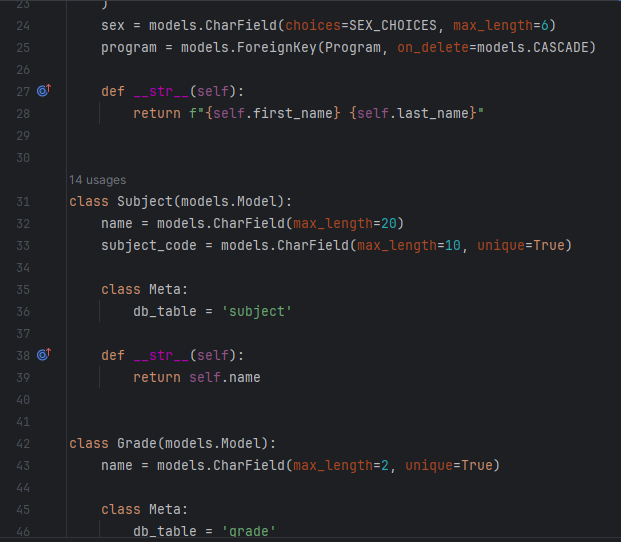 23 )
24 sex = models.CharField(choices=SEX_CHOICES, max_length=6)
25 program = models.ForeignKey(Program, on_delete=models.CASCADE)
26
27 def __str__(self):
28 return f"{self.first_name} {self.last_name}"
29
30
14 usages
31 class Subject(models.Model):
32 name = models.CharField(max_length=20)
33 subject_code = models.CharField(max_length=10, unique=True)
34
35 class Meta:
36 db_table = 'subject'
37
38 def __str__(self):
39 return self.name
40
41
42 class Grade(models.Model):
43 name = models.CharField(max_length=2, unique=True)
44
45 class Meta:
46 db_table = 'grade'